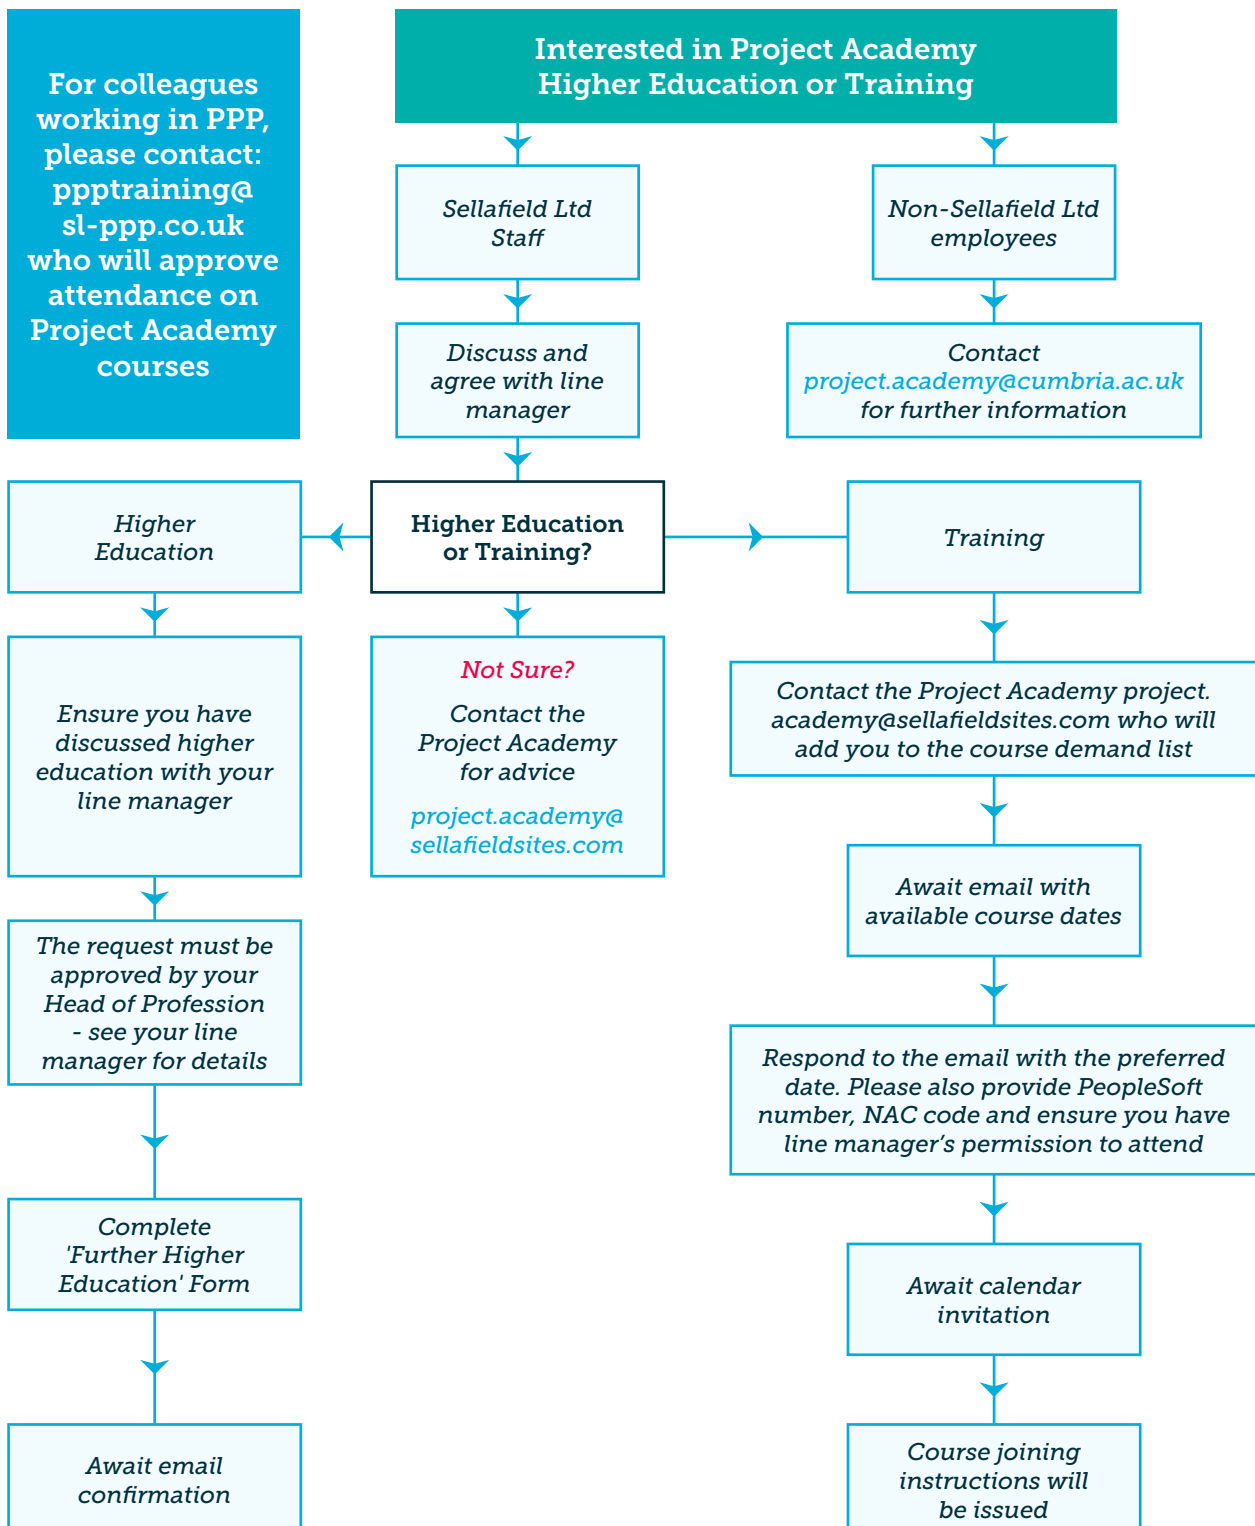 For colleagues
working in PPP,
please contact:
ppptraining@
sl-ppp.co.uk
who will approve
attendance on
Project Academy
courses
Interested in Project Academy
Higher Education or Training
Sellafield Ltd
Staff
Non-Sellafield Ltd
employees
Discuss and
agree with line
manager
Contact
project.academy@cumbria.ac.uk
for further information
Higher
Education
Higher Education
or Training?
Training
Ensure you have
discussed higher
education with your
line manager
Not Sure?
Contact the
Project Academy
for advice
project.academy@
sellafieldsites.com
Contact the Project Academy project.
academy@sellafieldsites.com who will
add you to the course demand list
Await email with
available course dates
The request must be
approved by your
Head of Profession
- see your line
manager for details
Respond to the email with the preferred
date. Please also provide PeopleSoft
number, NAC code and ensure you have
line manager’s permission to attend
Complete
'Further Higher
Education' Form
Await calendar
invitation
Await email
confirmation
Course joining
instructions will
be issued